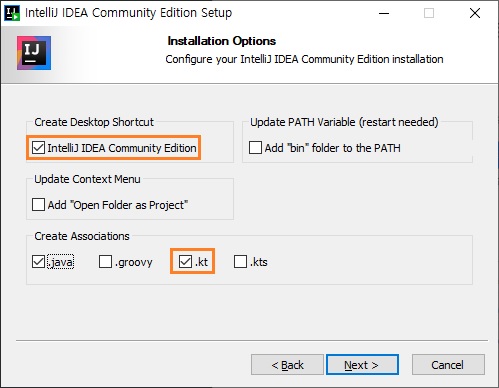 IntelliJ IDEA Community Edition Setup
IJ
Installation Options
Configure your IntelliJ IDEA Community Edition installation
Create Desktop Shortcut
IntelliJ IDEA Community Edition
Update PATH Variable (restart needed)
Add "bin" folder to the PATH
Update Context Menu
Add "Open Folder as Project"
Create Associations
.java .groovy .kt .kts
< Back Next > Cancel